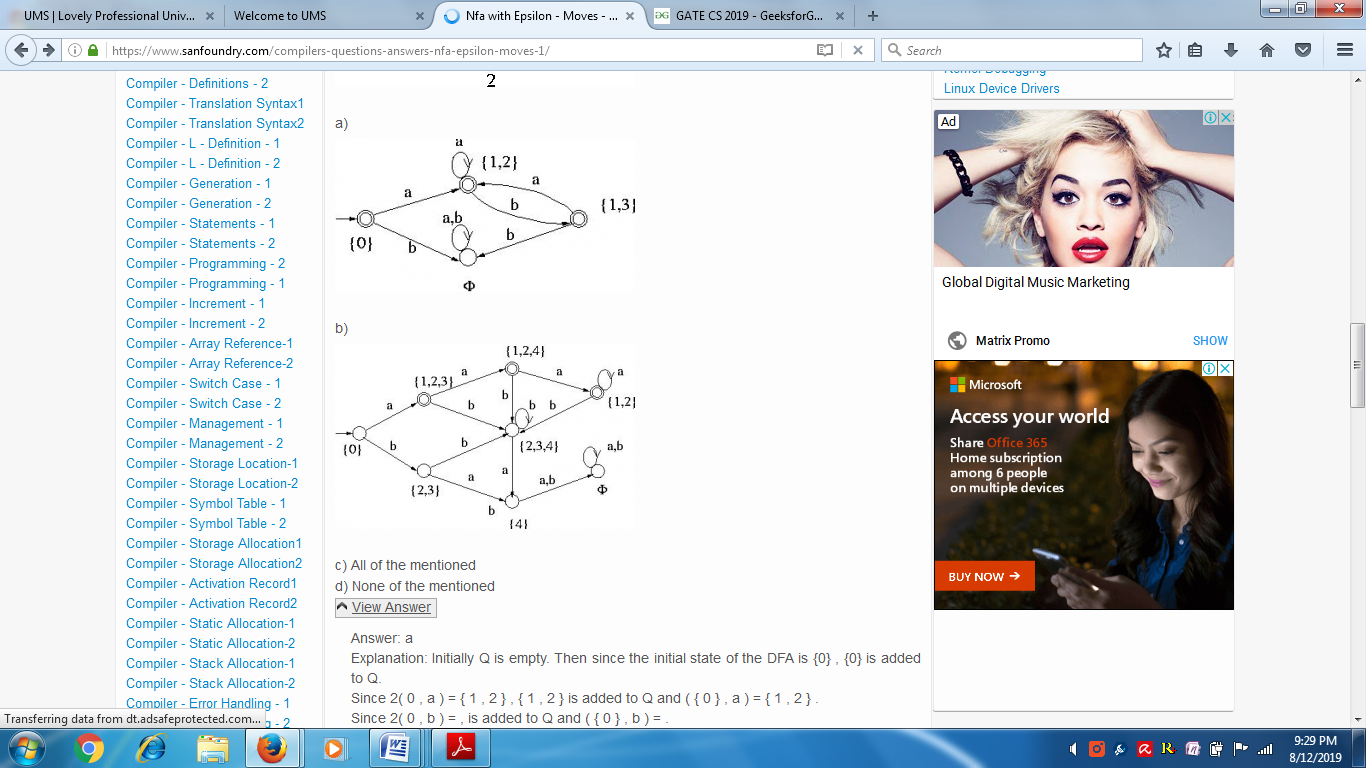 UMS | Lovely Professional Univ...
Welcome to UMS
Nfa with Epsilon - Moves - ...
GATE CS 2019 - GeeksforG...
https://www.sanfoundry.com/compilers-questions-answers-nfa-epsilon-moves-1/
Search
Compiler - Definitions - 2
Compiler - Translation Syntax1
Compiler - Translation Syntax2
Compiler - L - Definition - 1
Compiler - L - Definition - 2
Compiler - Generation - 1
Compiler - Generation - 2
Compiler - Statements - 1
Compiler - Statements - 2
Compiler - Programming - 2
Compiler - Programming - 1
Compiler - Increment - 1
Compiler - Increment - 2
Compiler - Array Reference-1
Compiler - Array Reference-2
Compiler - Switch Case - 1
Compiler - Switch Case - 2
Compiler - Management - 1
Compiler - Management - 2
Compiler - Storage Location-1
Compiler - Storage Location-2
Compiler - Symbol Table - 1
Compiler - Symbol Table - 2
Compiler - Storage Allocation1
Compiler - Storage Allocation2
Compiler - Activation Record1
Compiler - Activation Record2
Compiler - Static Allocation-1
Compiler - Static Allocation-2
Compiler - Stack Allocation-1
Compiler - Stack Allocation-2
Compiler - Error Handling - 1
g - 2
Transferring data from dt.adsafeprotected.com...
2
a)
a
{1,2}
a
a
b
{1,3}
a,b
{0}
b
b
Φ
b)
{1,2,4}
{1,2,3}
a
a
a
a
b
b
b
b
{1,2}
{0}
b
b
{2,3,4}
a,b
a
a
a,b
{2,3}
Φ
b
{4}
c) All of the mentioned
d) None of the mentioned
View Answer
Answer: a
Explanation: Initially Q is empty. Then since the initial state of the DFA is {0} , {0} is added
to Q.
Since 2( 0 , a ) = { 1 , 2 } , { 1 , 2 } is added to Q and ( { 0 } , a ) = { 1 , 2 } .
Since 2( 0 , b ) = , is added to Q and ( { 0 } , b ) = .
Kernel Debugging
Linux Device Drivers
Ad
Global Digital Music Marketing
Matrix Promo
SHOW
Microsoft
Access your world
Share Office 365
Home subscription
among 6 people
on multiple devices
BUY NOW →
9:29 PM
8/12/2019